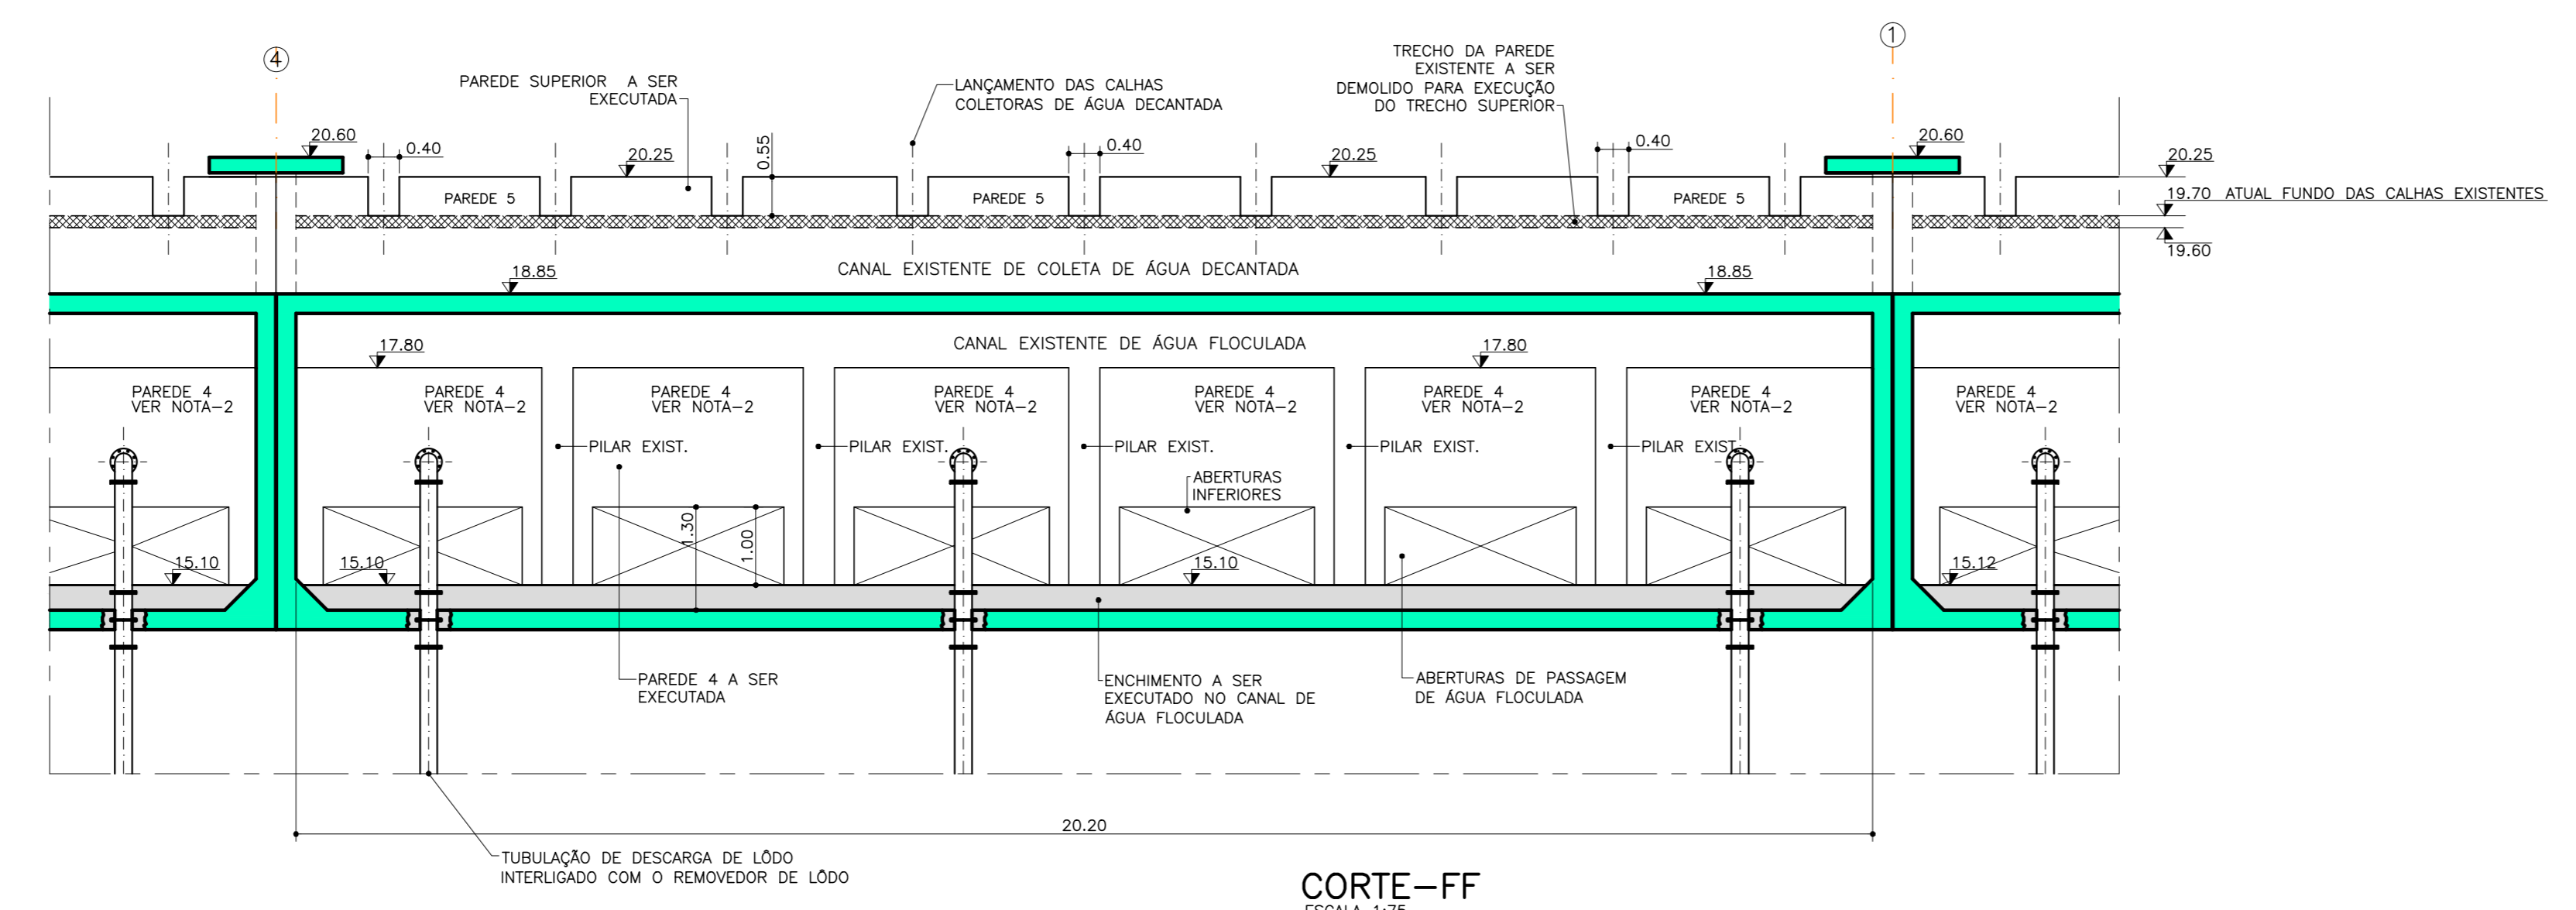 4
1
PAREDE SUPERIOR A SER
EXECUTADA
LANÇAMENTO DAS CALHAS
COLETORAS DE ÁGUA DECANTADA
TRECHO DA PAREDE
EXISTENTE A SER
DEMOLIDO PARA EXECUÇÃO
DO TRECHO SUPERIOR
20.60
0.40
20.25
0.55
0.40
20.25
0.40
20.60
20.25
PAREDE 5
PAREDE 5
PAREDE 5
19.70 ATUAL FUNDO DAS CALHAS EXISTENTES
19.60
18.85
CANAL EXISTENTE DE COLETA DE ÁGUA DECANTADA
18.85
CANAL EXISTENTE DE ÁGUA FLOCULADA
17.80
17.80
PAREDE 4
VER NOTA-2
PAREDE 4
VER NOTA-2
PAREDE 4
VER NOTA-2
PAREDE 4
VER NOTA-2
PAREDE 4
VER NOTA-2
PAREDE 4
VER NOTA-2
PAREDE 4
VER NOTA-2
PAREDE 4
VER NOTA-2
PILAR EXIST.
PILAR EXIST.
PILAR EXIST.
PILAR EXIST.
PILAR EXIST.
ABERTURAS
INFERIORES
1.30
1.00
15.10
15.10
15.10
15.12
PAREDE 4 A SER
EXECUTADA
ENCHIMENTO A SER
EXECUTADO NO CANAL DE
ÁGUA FLOCULADA
ABERTURAS DE PASSAGEM
DE ÁGUA FLOCULADA
20.20
TUBULAÇÃO DE DESCARGA DE LÔDO
INTERLIGADO COM O REMOVEDOR DE LÔDO
CORTE-FF
ESCALA 1:75